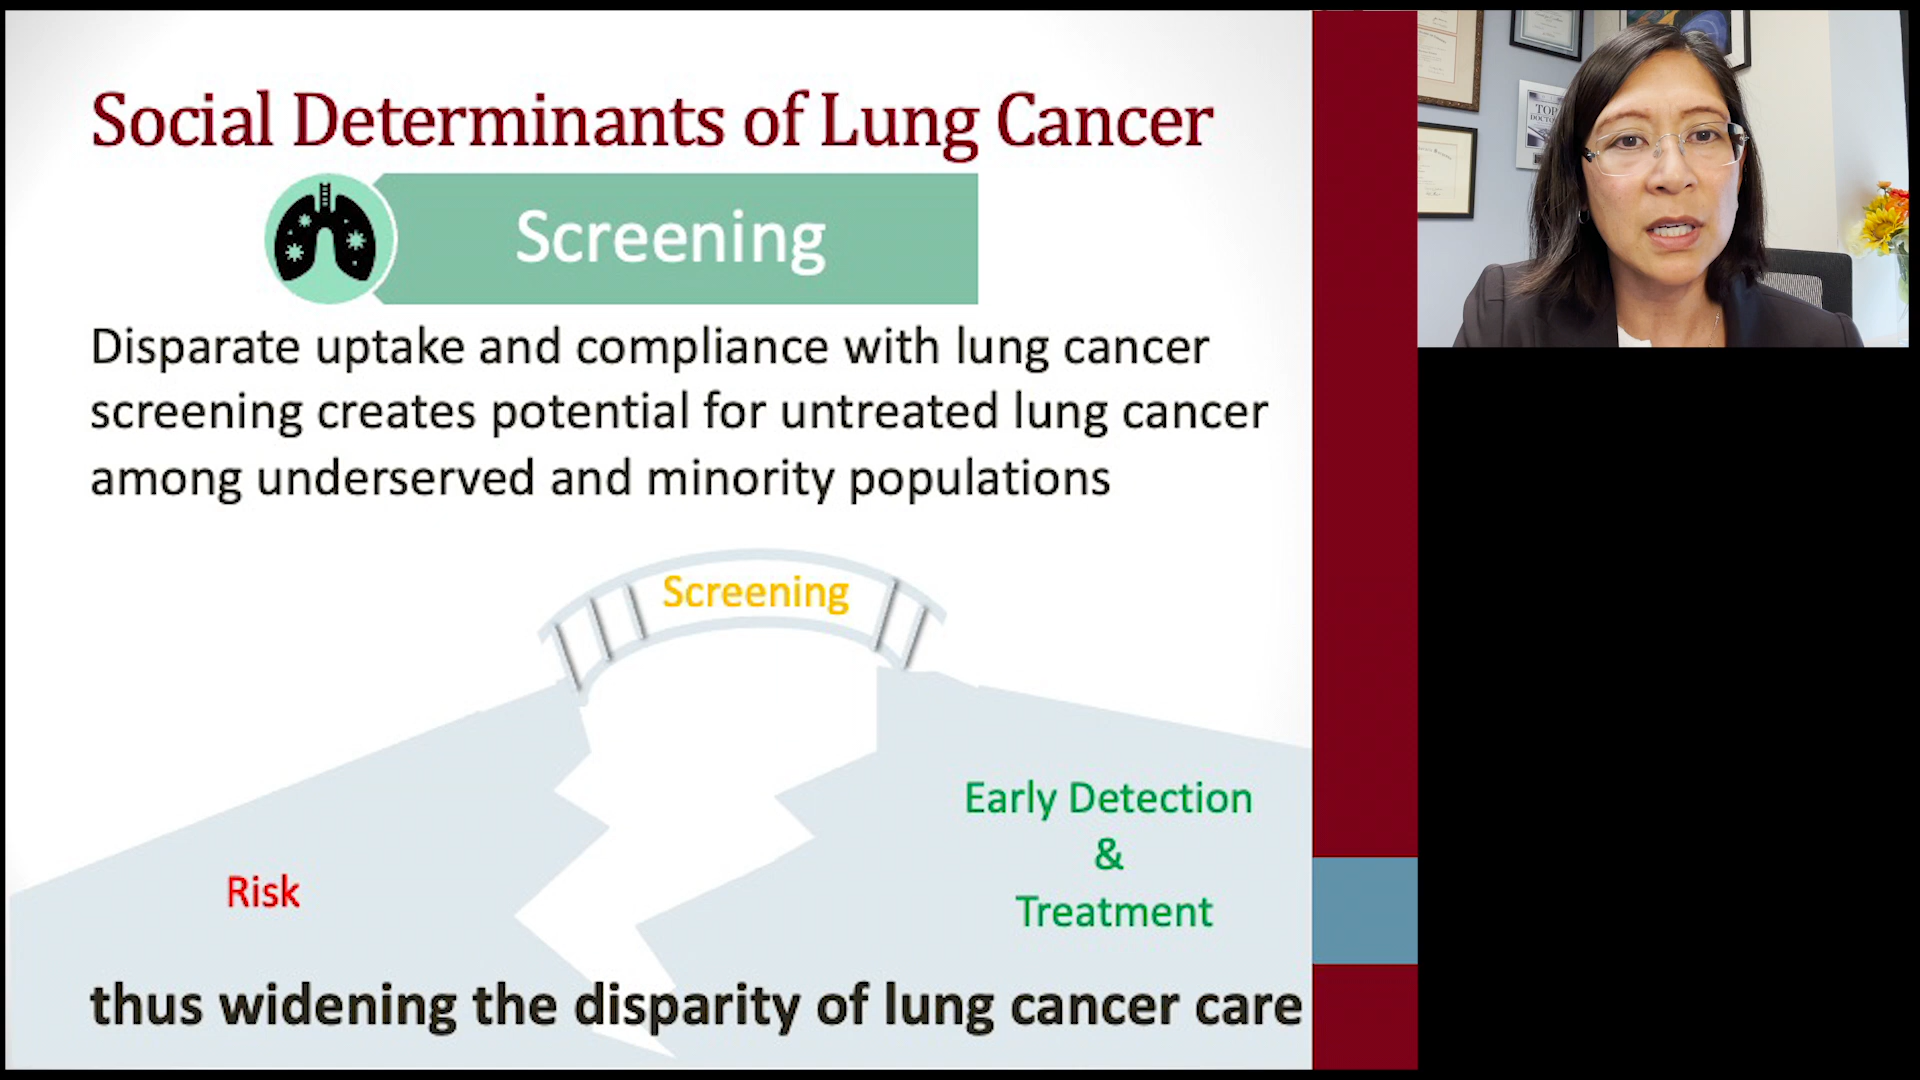 Social Determinants of Lung Cancer
Screening
Disparate uptake and compliance with lung cancer
screening creates potential for untreated lung cancer
among underserved and minority populations
Screening
Early Detection
&
Treatment
Risk
thus widening the disparity of lung cancer care
TOP